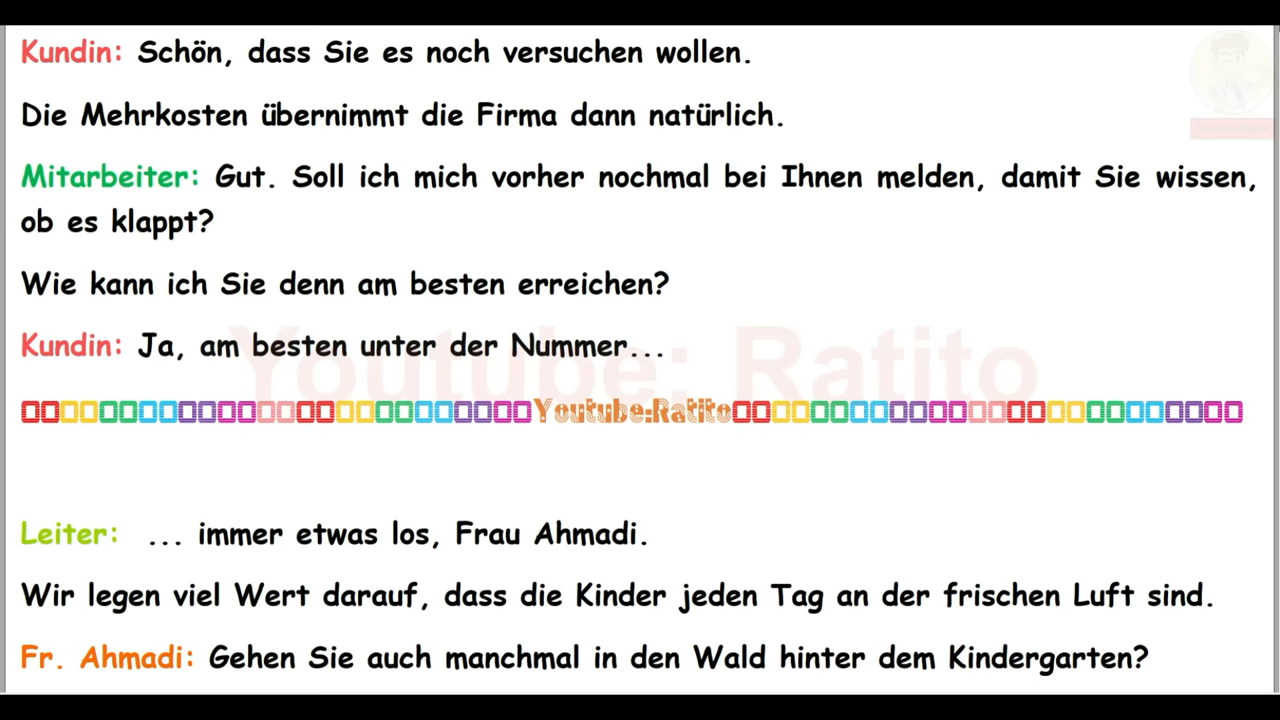 Kundin: Schön, dass Sie es noch versuchen wollen.
Die Mehrkosten übernimmt die Firma dann natürlich.
Mitarbeiter: Gut. Soll ich mich vorher nochmal bei Ihnen melden, damit Sie wissen,
ob es klappt?
Wie kann ich Sie denn am besten erreichen?
Kundin: Ja, am besten unter der Nummer...
Youtube: Ratito
Youtube:Ratito
Leiter: ... immer etwas los, Frau Ahmadi.
Wir legen viel Wert darauf, dass die Kinder jeden Tag an der frischen Luft sind.
Fr. Ahmadi: Gehen Sie auch manchmal in den Wald hinter dem Kindergarten?